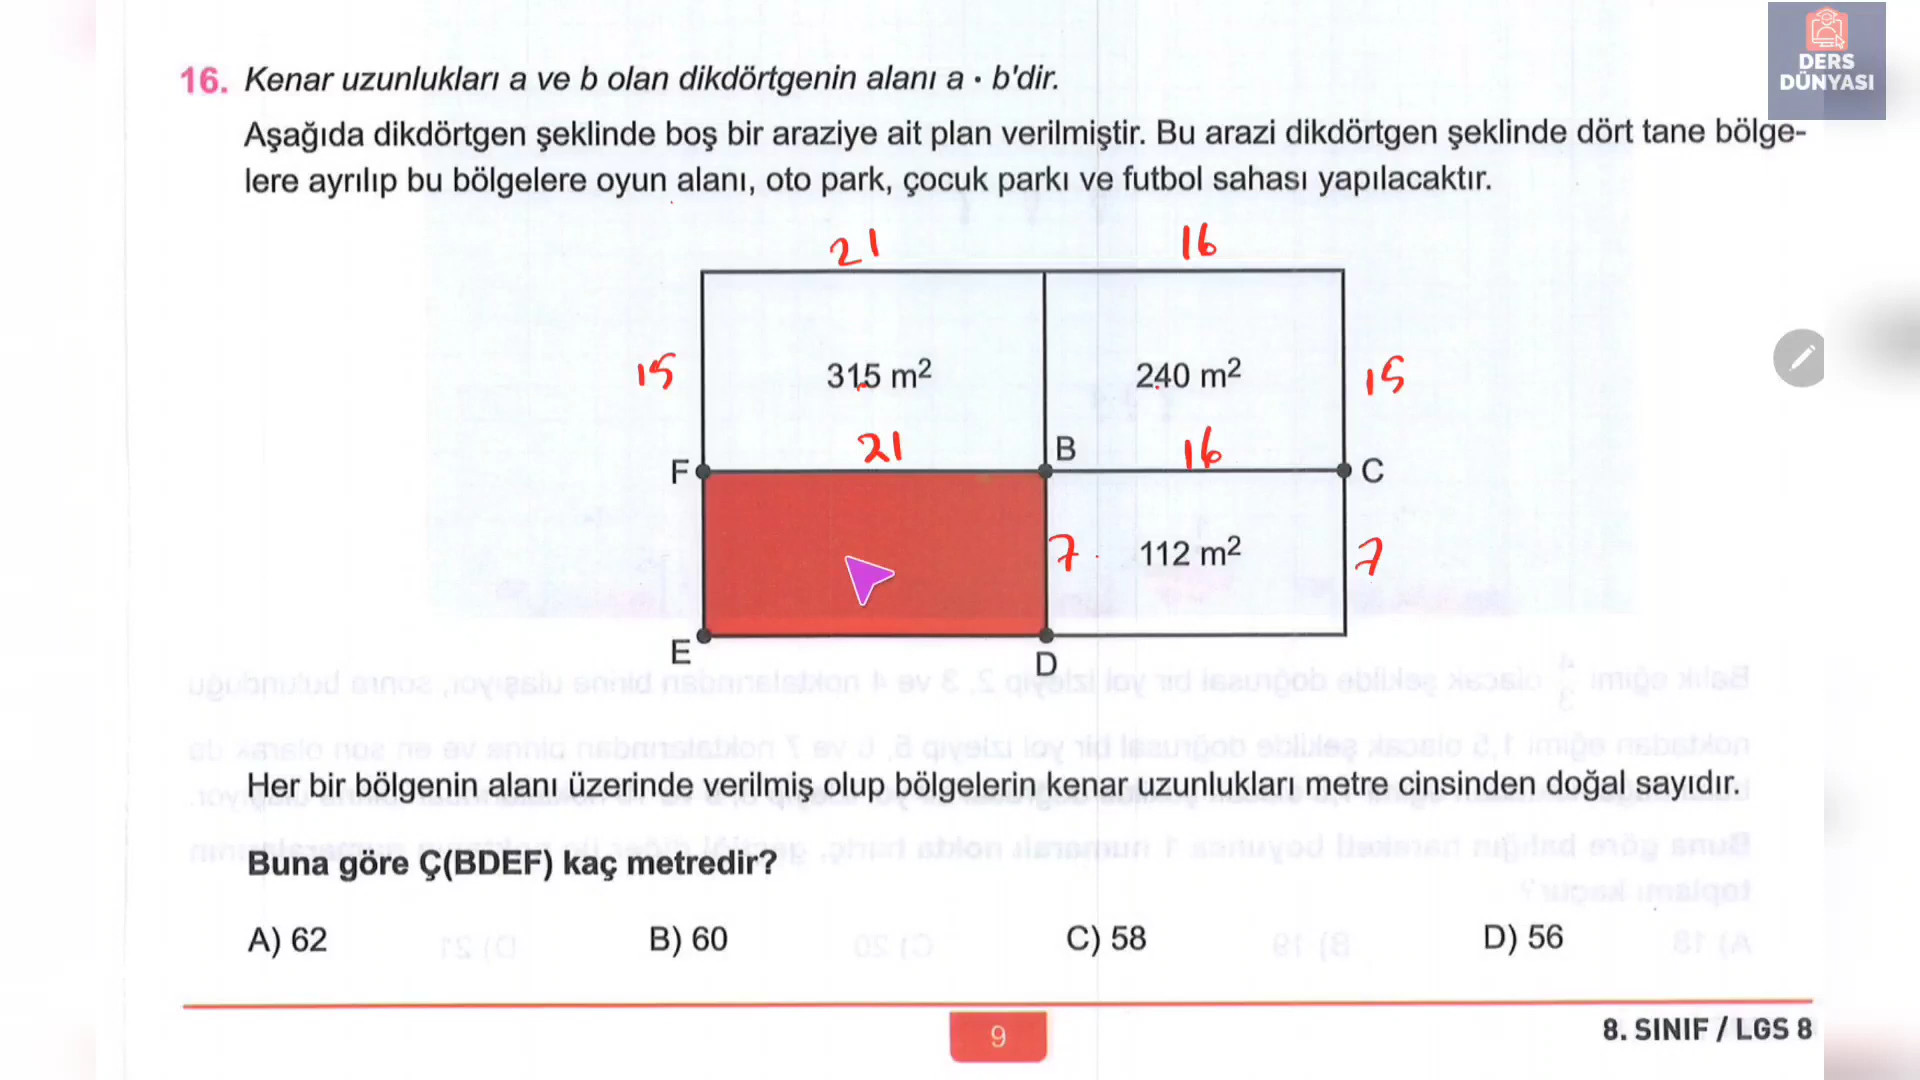 DERS
DÜNYASI
16. Kenar uzunlukları a ve b olan dikdörtgenin alanı a · b'dir.
Aşağıda dikdörtgen şeklinde boş bir araziye ait plan verilmiştir. Bu arazi dikdörtgen şeklinde dört tane bölge-
lere ayrılıp bu bölgelere oyun alanı, oto park, çocuk parkı ve futbol sahası yapılacaktır.
21 16
15 315 m² 240 m² 15
21 B 16
F C
7 112 m² 7
E D
Her bir bölgenin alanı üzerinde verilmiş olup bölgelerin kenar uzunlukları metre cinsinden doğal sayıdır.
Buna göre Ç(BDEF) kaç metredir?
A) 62 B) 60 C) 58 D) 56
9
8. SINIF / LGS 8